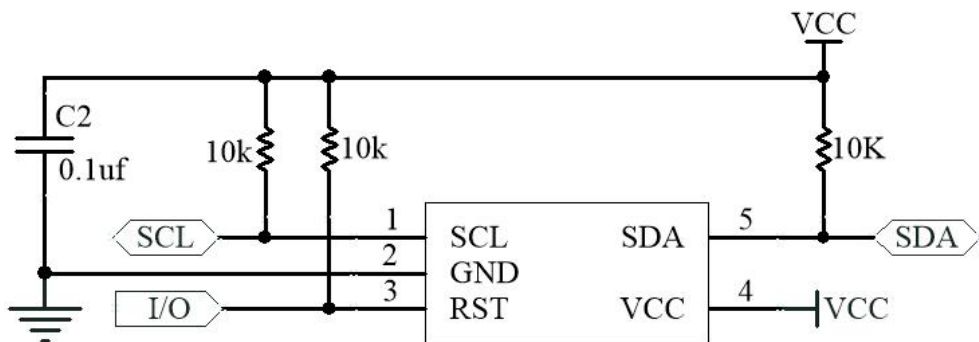 VCC
C2
0.1uf
10k
10k
10K
SCL
1
SCL
SDA
5
SDA
2
GND
I/O
3
RST
VCC
4
VCC